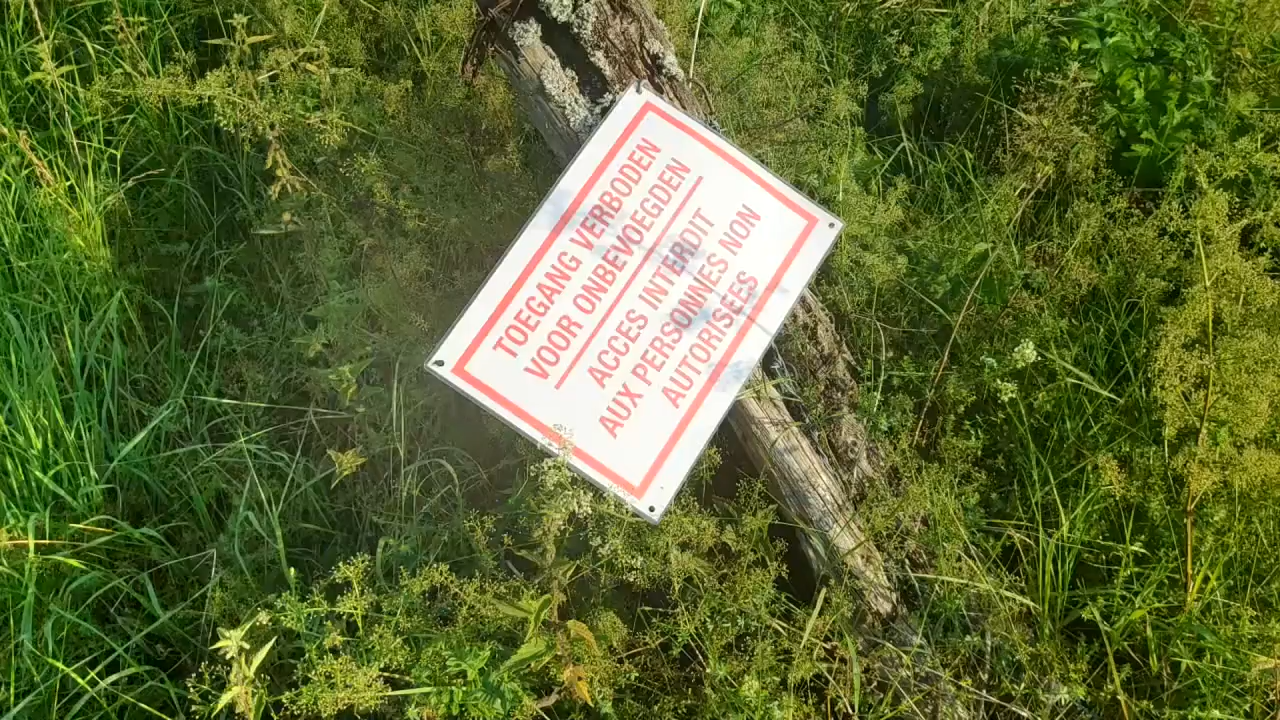 TOEGANG VERBODEN
VOOR ONBEVOEGDEN
ACCES INTERDIT
AUX PERSONNES NON
AUTORISEES